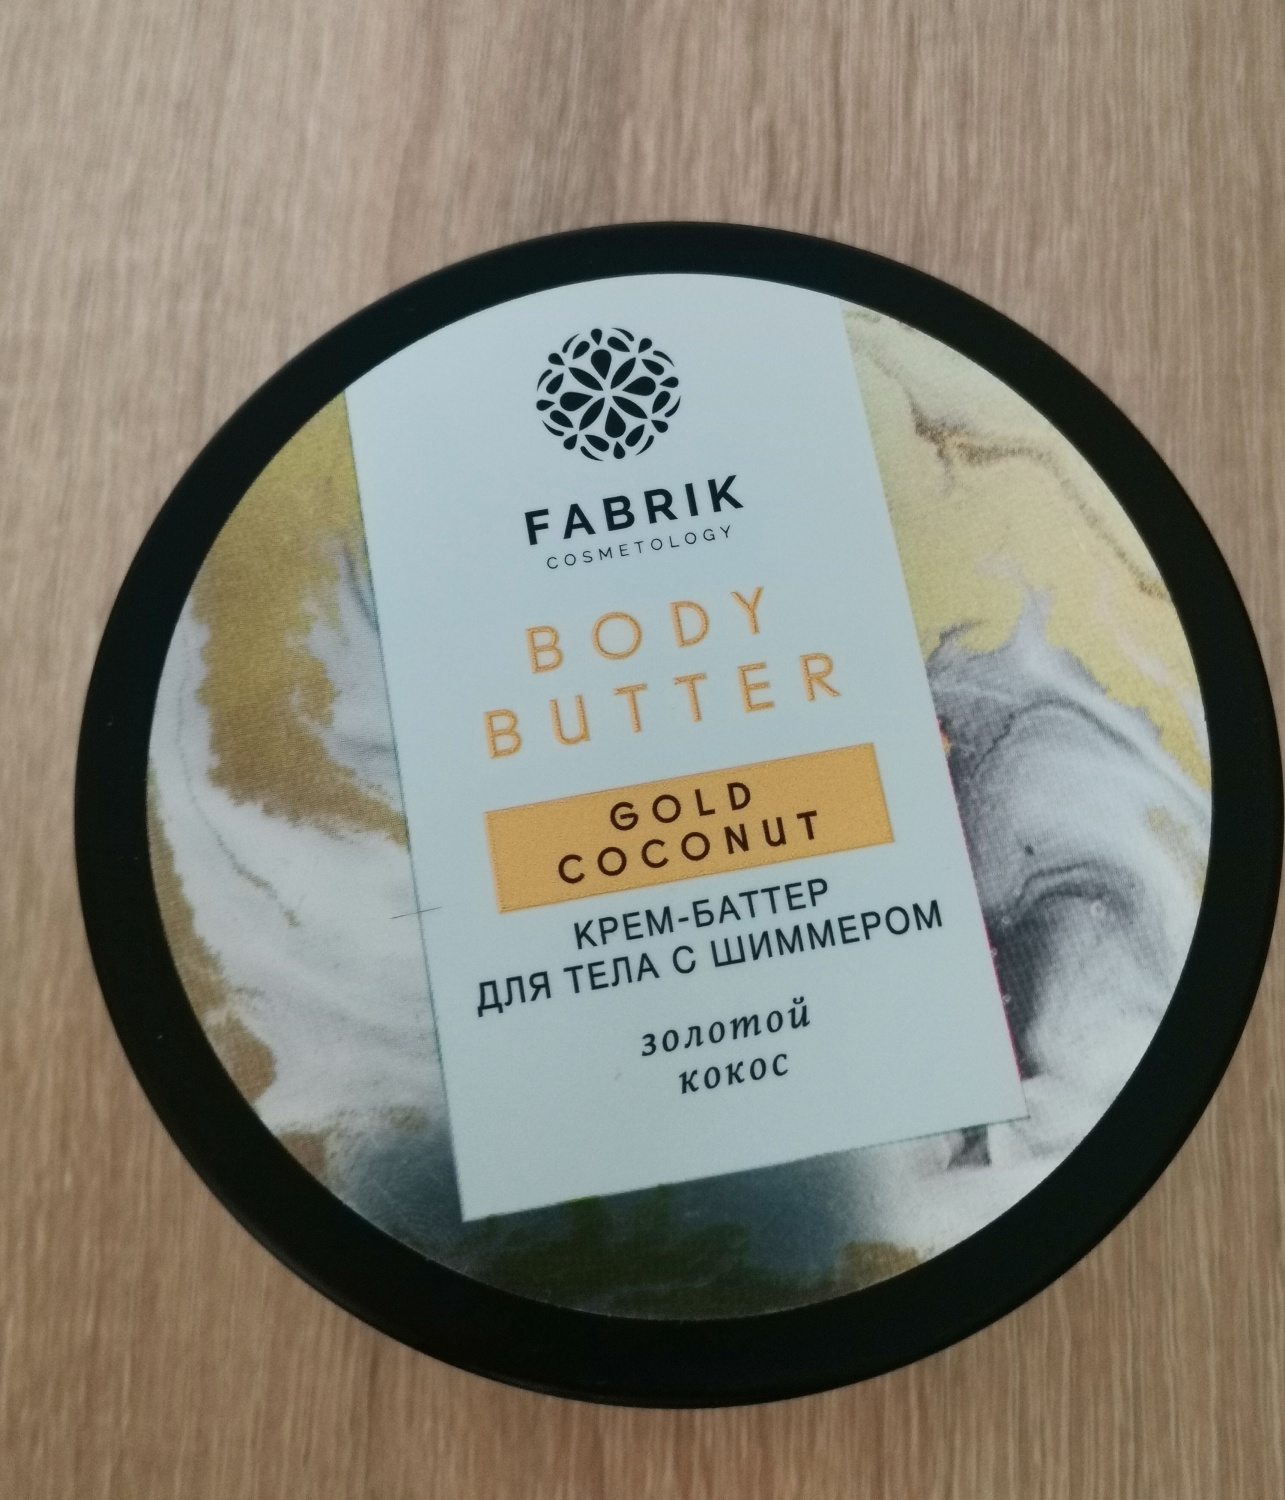 FABRIK
COSMETOLOGY
BODY
BUTTER
GOLD
COCONUT
КРЕМ-БАТТЕР
ДЛЯ ТЕЛА С ШИММЕРОМ
золотой
кокос